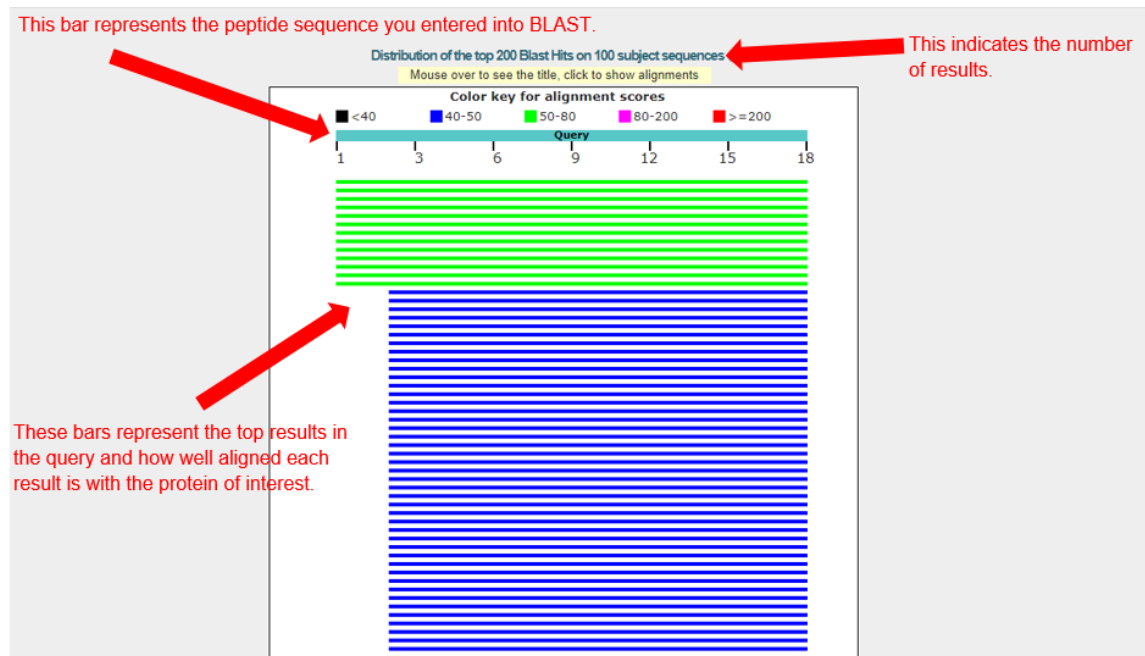 This bar represents the peptide sequence you entered into BLAST.
Distribution of the top 200 Blast Hits on 100 subject sequences
This indicates the number
of results.
Mouse over to see the title, click to show alignments
Color key for alignment scores
<40 40-50 50-80 80-200 >=200
Query
1 3 6 9 12 15 18
These bars represent the top results in
the query and how well aligned each
result is with the protein of interest.